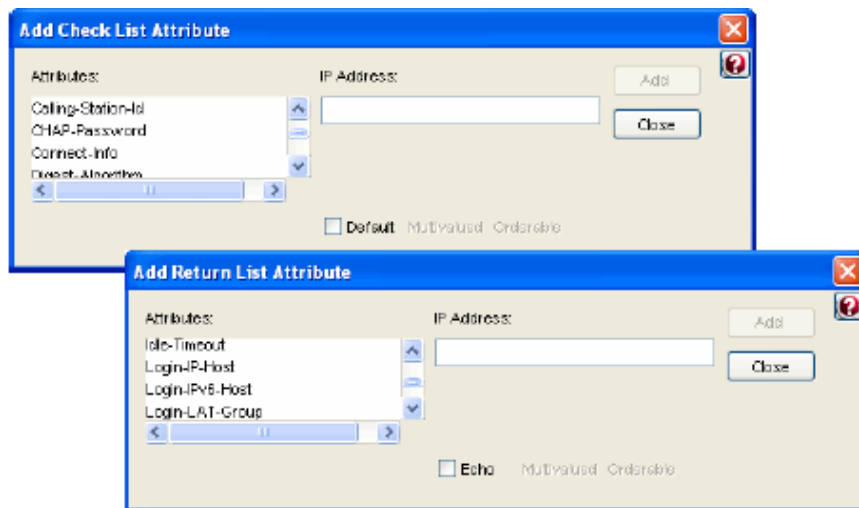 Add Check List Attribute
Attributes:
IP Address:
Add
Calling-Station-Id
CHAP-Password
Connect-Info
Digest-Algorithm
Close
Default Multivalued Orderable
Add Return List Attribute
Attributes:
IP Address:
Add
Idle-Timeout
Login-IP-Host
Login-IPv6-Host
Login-LAT-Group
Close
Echo Multivalued Orderable